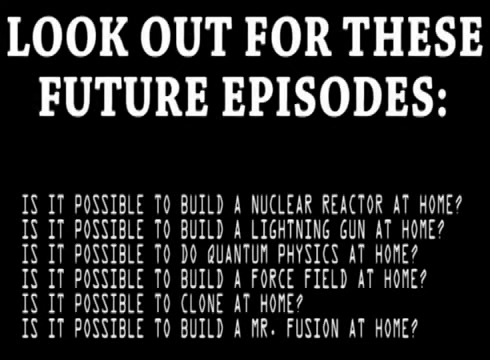 LOOK OUT FOR THESE
FUTURE EPISODES:
IS IT POSSIBLE TO BUILD A NUCLEAR REACTOR AT HOME?
IS IT POSSIBLE TO BUILD A LIGHTNING GUN AT HOME?
IS IT POSSIBLE TO DO QUANTUM PHYSICS AT HOME?
IS IT POSSIBLE TO BUILD A FORCE FIELD AT HOME?
IS IT POSSIBLE TO CLONE AT HOME?
IS IT POSSIBLE TO BUILD A MR. FUSION AT HOME?